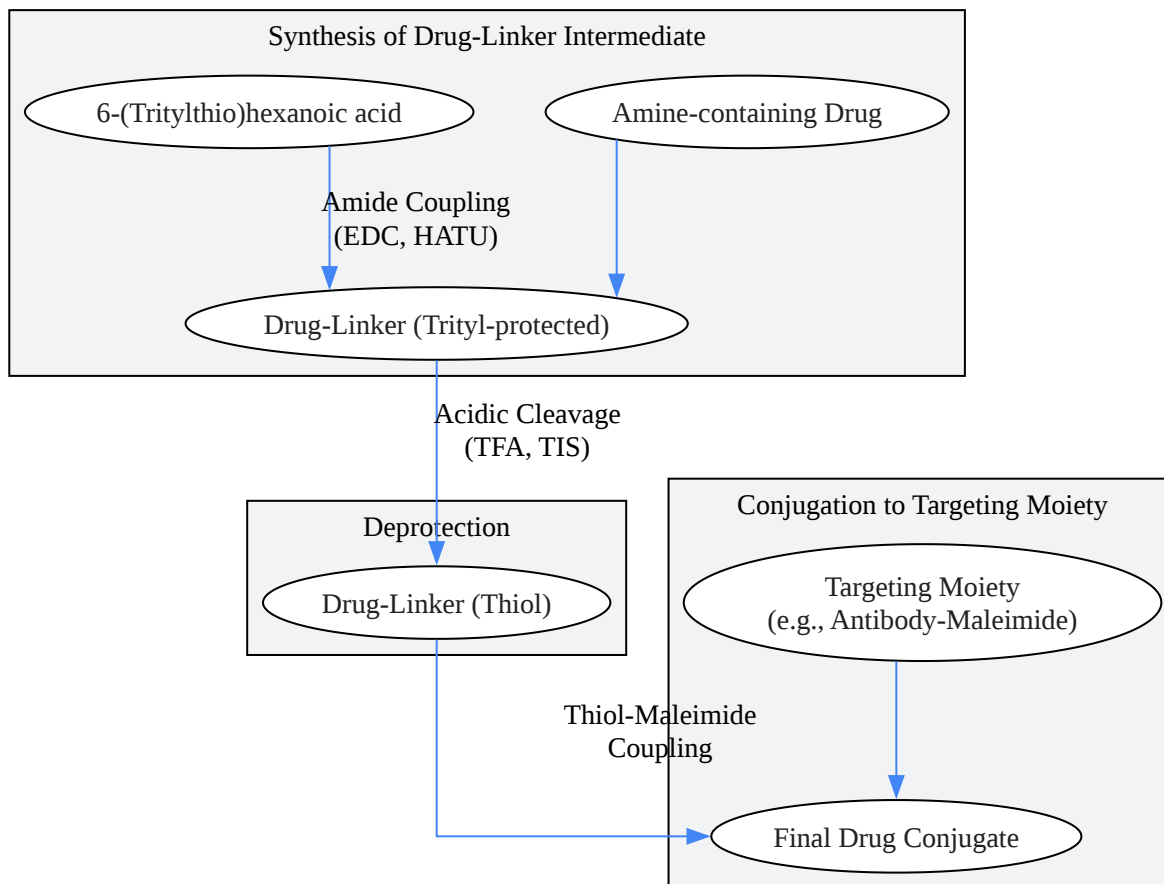 Synthesis of Drug-Linker Intermediate
6-(Tritylthio)hexanoic acid
Amine-containing Drug
Amide Coupling
(EDC, HATU)
Drug-Linker (Trityl-protected)
Acidic Cleavage
(TFA, TIS)
Deprotection
Drug-Linker (Thiol)
Conjugation to Targeting Moiety
Targeting Moiety
(e.g., Antibody-Maleimide)
Thiol-Maleimide
Coupling
Final Drug Conjugate